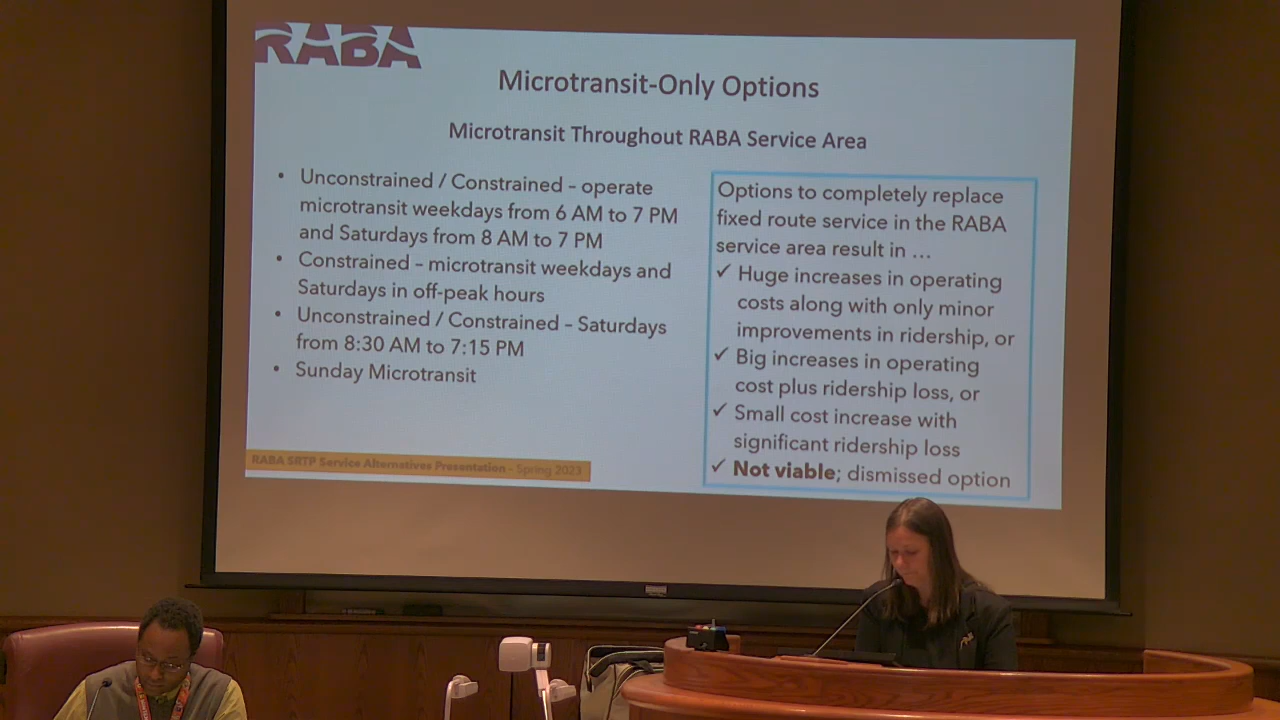 RABA
Microtransit-Only Options
Microtransit Throughout RABA Service Area
• Unconstrained / Constrained – operate
microtransit weekdays from 6 AM to 7 PM
and Saturdays from 8 AM to 7 PM
• Constrained – microtransit weekdays and
Saturdays in off-peak hours
• Unconstrained / Constrained – Saturdays
from 8:30 AM to 7:15 PM
• Sunday Microtransit
Options to completely replace
fixed route service in the RABA
service area result in …
✓ Huge increases in operating
costs along with only minor
improvements in ridership, or
✓ Big increases in operating
cost plus ridership loss, or
✓ Small cost increase with
significant ridership loss
✓ Not viable; dismissed option
RABA SRTP Service Alternatives Presentation – Spring 2023